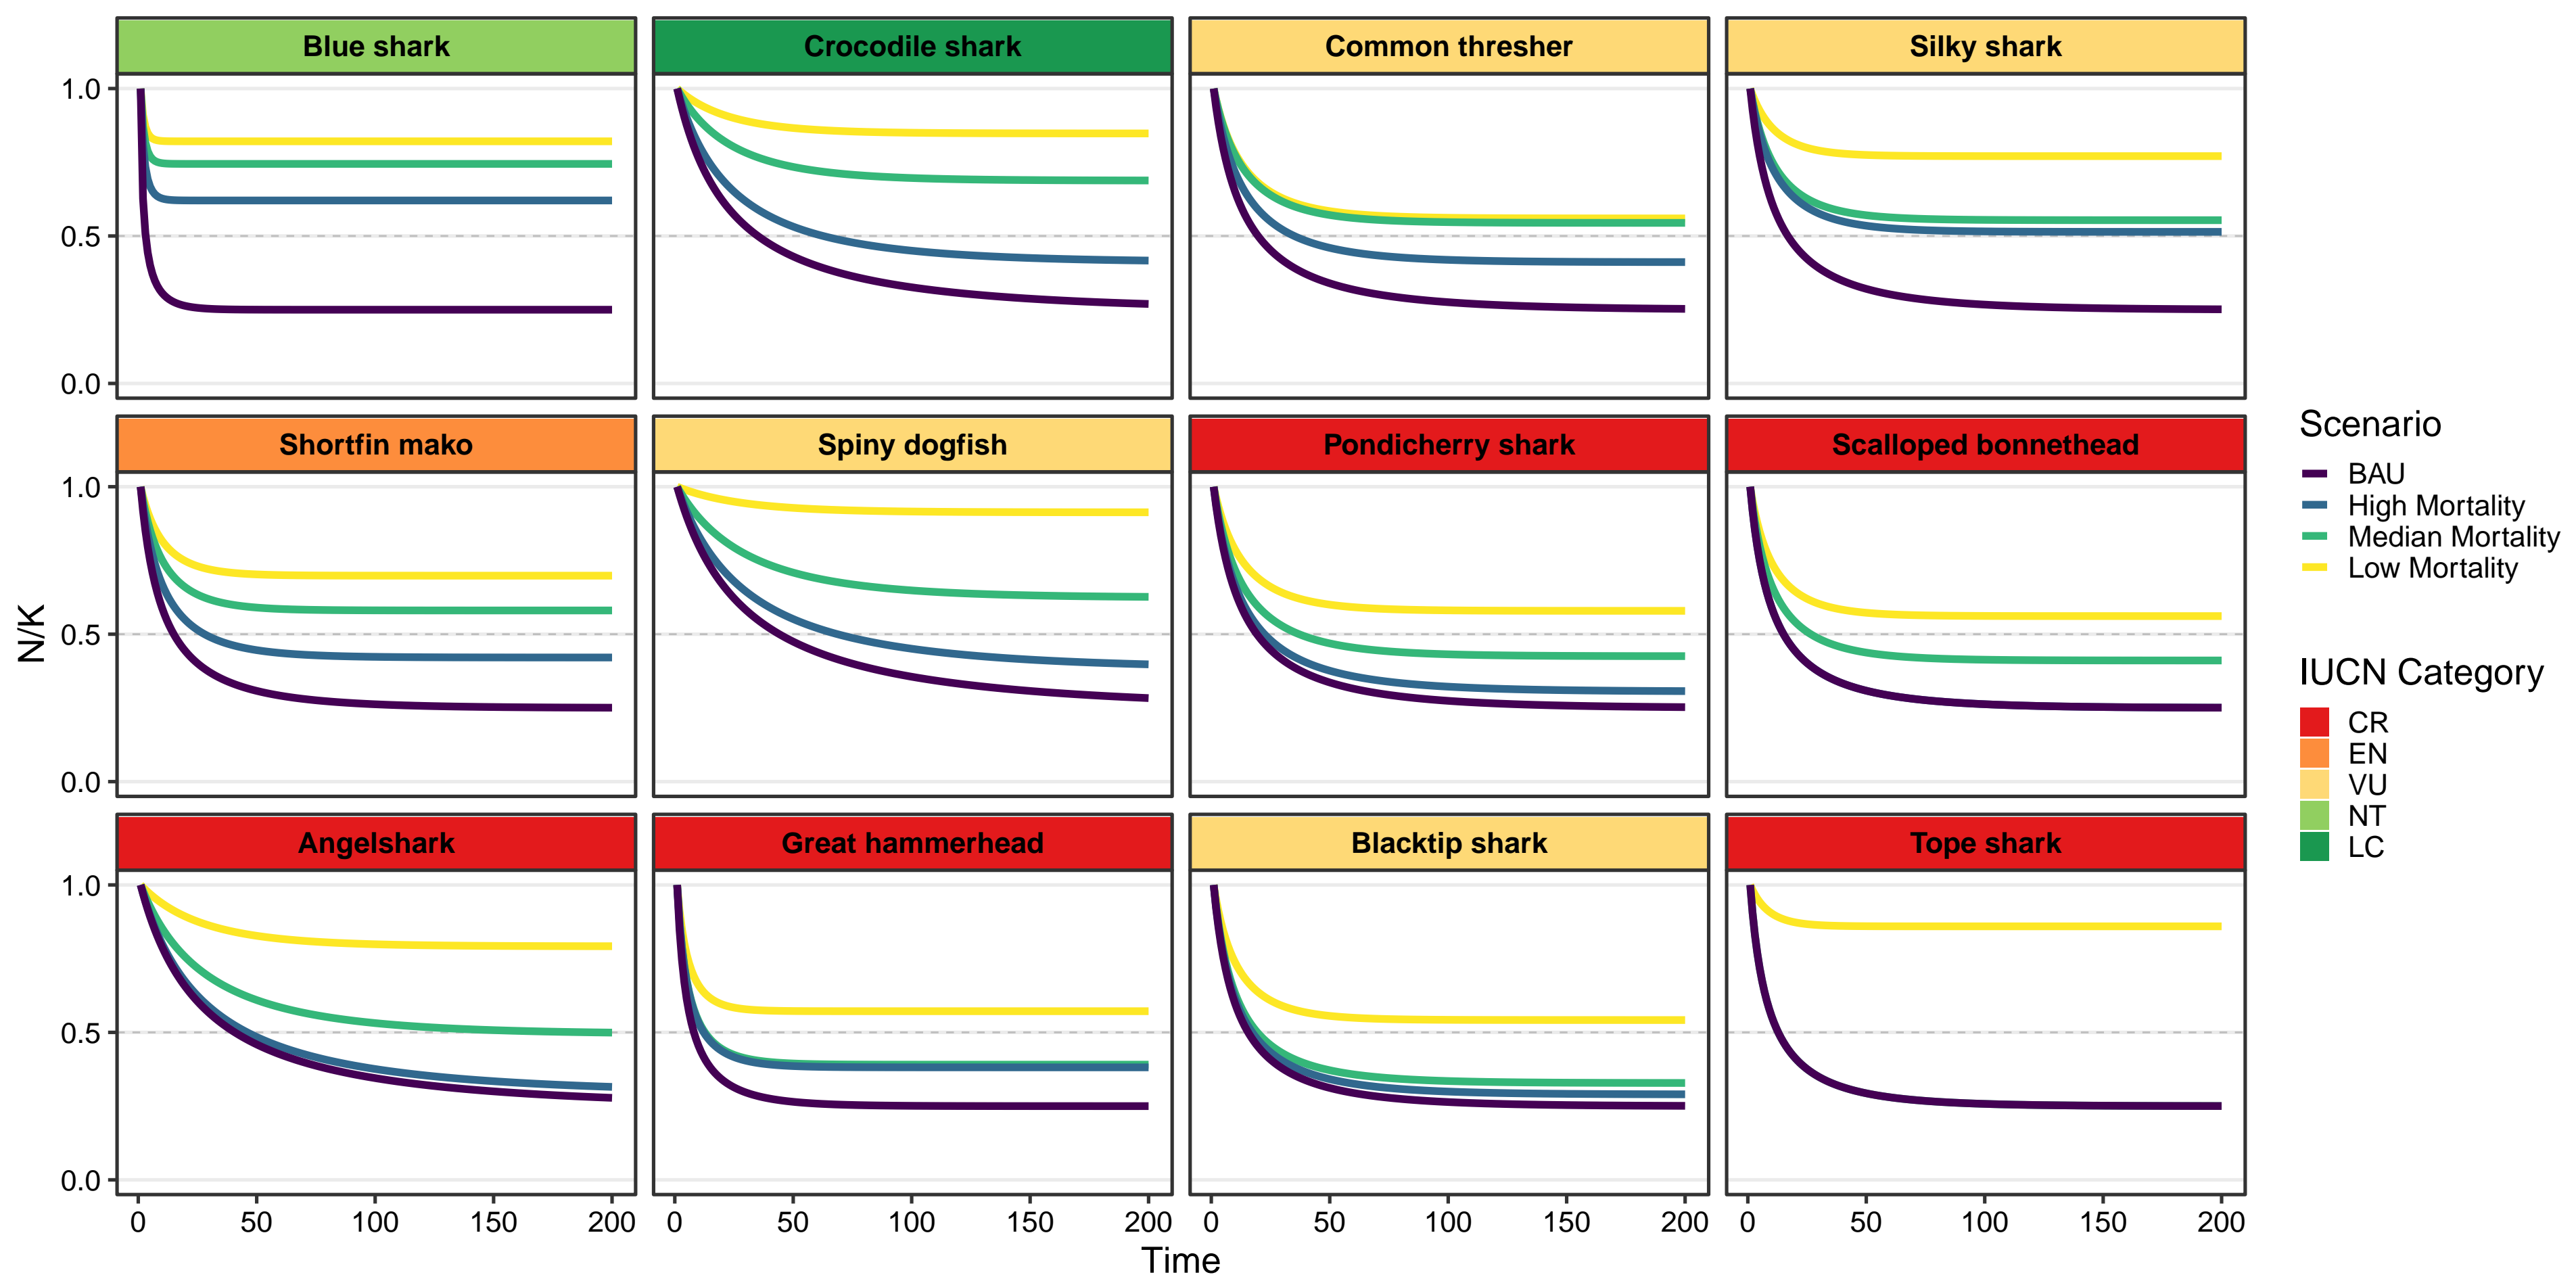 Blue shark
Crocodile shark
Common thresher
Silky shark
1.0
0.5
0.0
Shortfin mako
Spiny dogfish
Pondicherry shark
Scalloped bonnethead
1.0
0.5
0.0
Angelshark
Great hammerhead
Blacktip shark
Tope shark
1.0
0.5
0.0
0 50 100 150 200
0 50 100 150 200
0 50 100 150 200
0 50 100 150 200
Time
N/K
Scenario
BAU
High Mortality
Median Mortality
Low Mortality
IUCN Category
CR
EN
VU
NT
LC